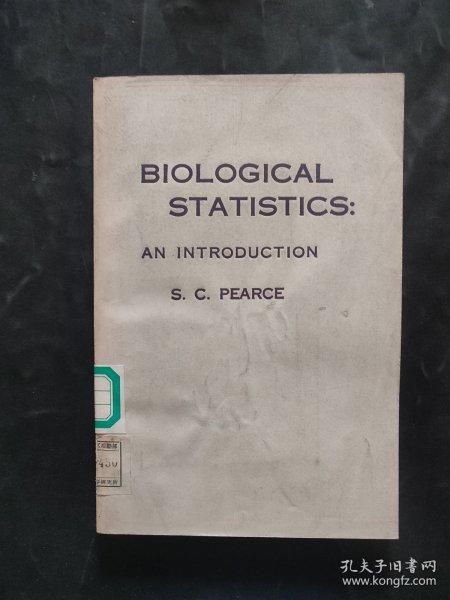 BIOLOGICAL
STATISTICS:
AN INTRODUCTION
S. C. PEARCE
孔夫子旧书网
www.kongfz.com